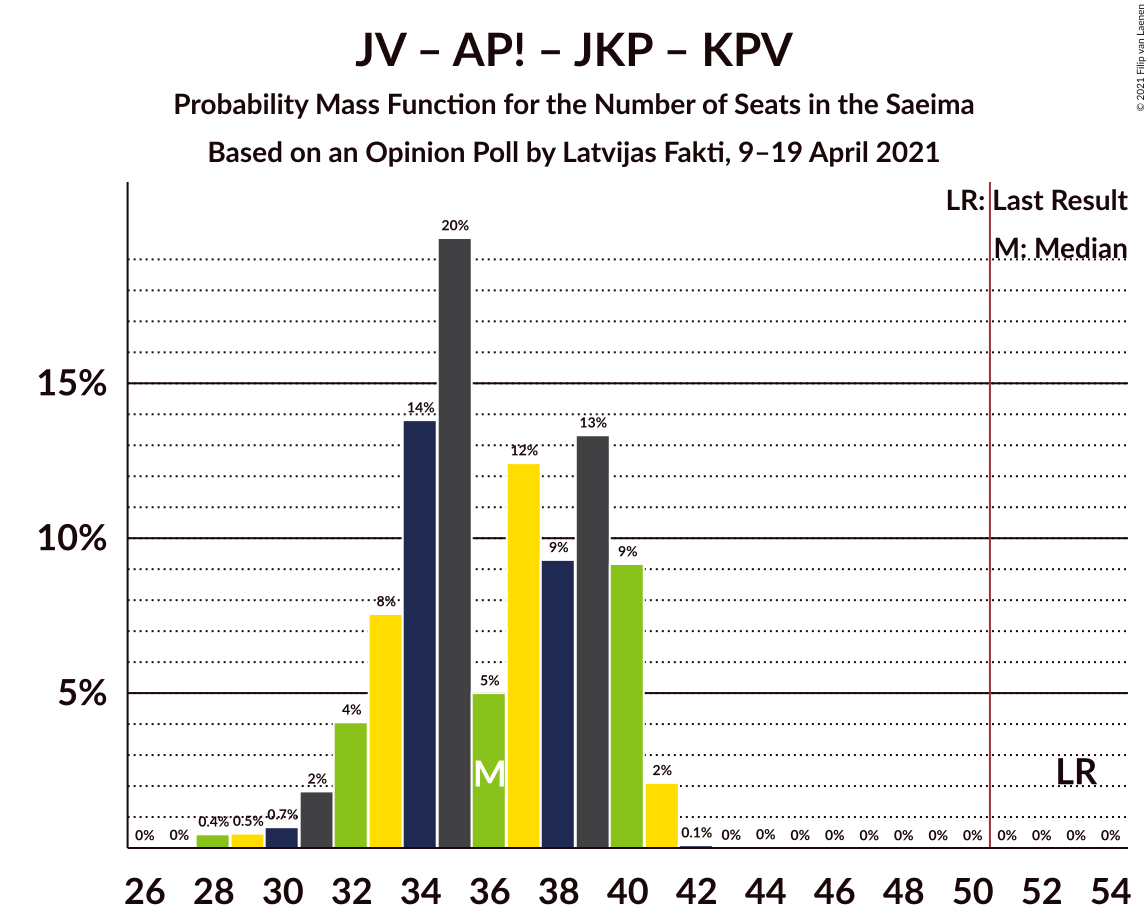 JV – AP! – JKP – KPV
Probability Mass Function for the Number of Seats in the Saeima
Based on an Opinion Poll by Latvijas Fakti, 9–19 April 2021
© 2021 Filip van Laenen
LR: Last Result
M: Median
15%
10%
5%
0% 0% 0.4% 0.5% 0.7% 2% 4% 8% 14% 20% 5% 12% 9% 13% 9% 2% 0.1% 0% 0% 0% 0% 0% 0% 0% 0% 0% 0% 0% 0%
M
LR
26 28 30 32 34 36 38 40 42 44 46 48 50 52 54